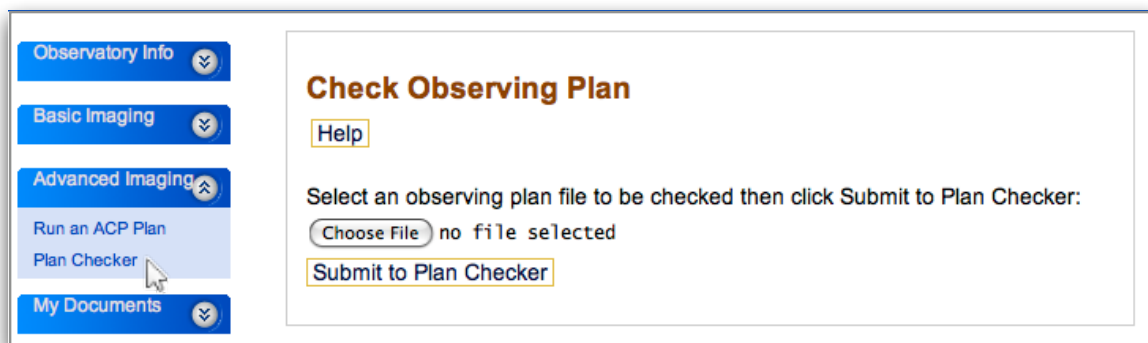 Observatory Info
Basic Imaging
Advanced Imaging
Run an ACP Plan
Plan Checker
My Documents
Check Observing Plan
Help
Select an observing plan file to be checked then click Submit to Plan Checker:
Choose File no file selected
Submit to Plan Checker